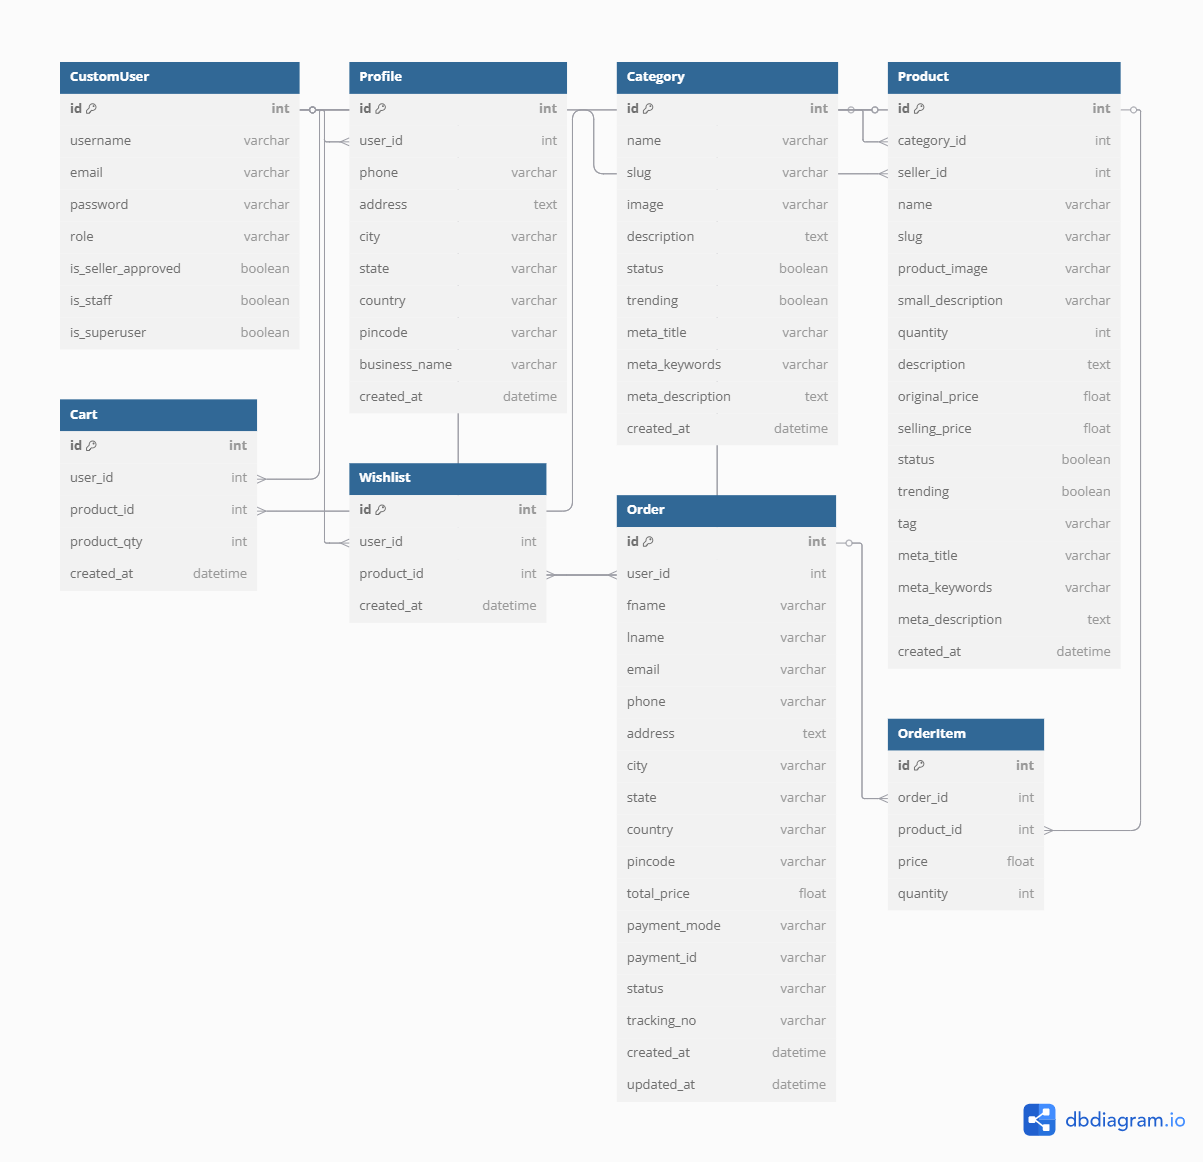 CustomUser
id int
username varchar
email varchar
password varchar
role varchar
is_seller_approved boolean
is_staff boolean
is_superuser boolean
Profile
id int
user_id int
phone varchar
address text
city varchar
state varchar
country varchar
pincode varchar
business_name varchar
created_at datetime
Category
id int
name varchar
slug varchar
image varchar
description text
status boolean
trending boolean
meta_title varchar
meta_keywords varchar
meta_description text
created_at datetime
Product
id int
category_id int
seller_id int
name varchar
slug varchar
product_image varchar
small_description varchar
quantity int
description text
original_price float
selling_price float
status boolean
trending boolean
tag varchar
meta_title varchar
meta_keywords varchar
meta_description text
created_at datetime
Cart
id int
user_id int
product_id int
product_qty int
created_at datetime
Wishlist
id int
user_id int
product_id int
created_at datetime
Order
id int
user_id int
fname varchar
lname varchar
email varchar
phone varchar
address text
city varchar
state varchar
country varchar
pincode varchar
total_price float
payment_mode varchar
payment_id varchar
status varchar
tracking_no varchar
created_at datetime
updated_at datetime
OrderItem
id int
order_id int
product_id int
price float
quantity int
dbdiagram.io